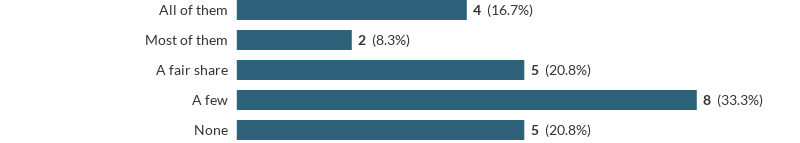 All of them 4 (16.7%)
Most of them 2 (8.3%)
A fair share 5 (20.8%)
A few 8 (33.3%)
None 5 (20.8%)